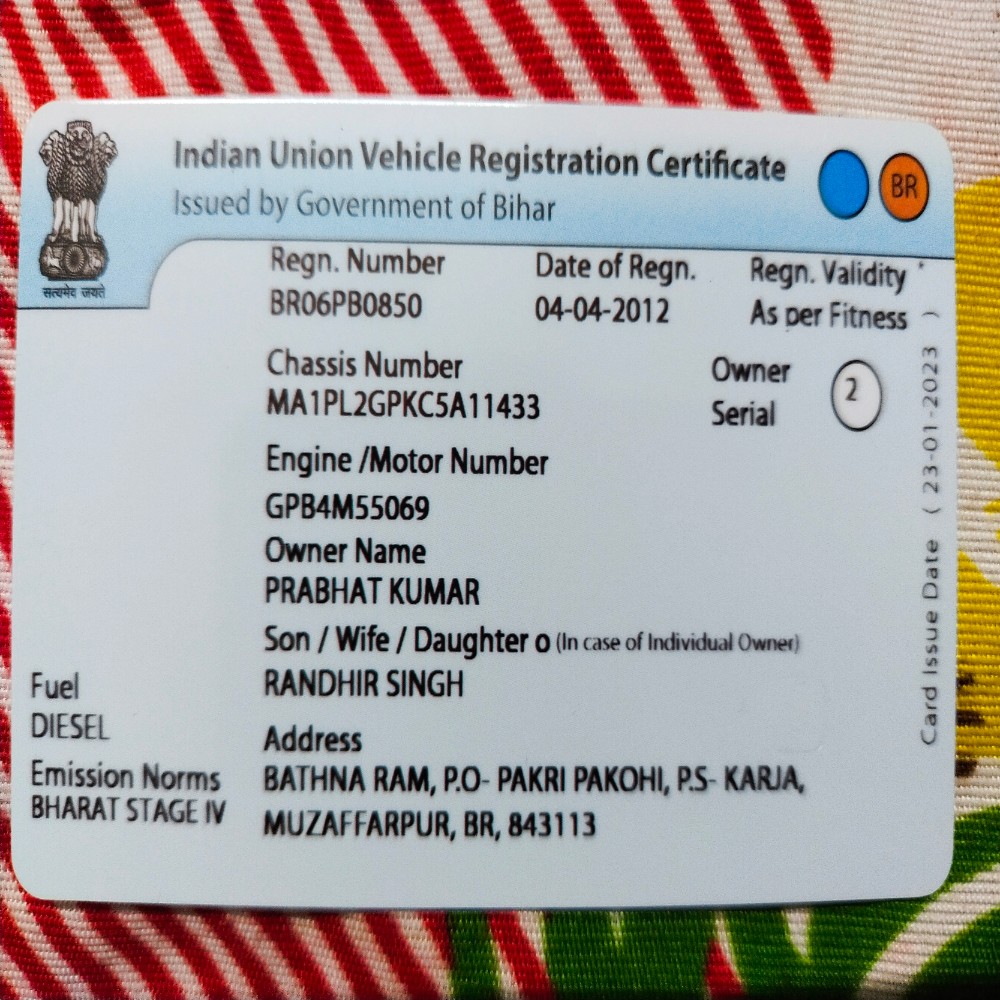 Indian Union Vehicle Registration Certificate
BR
Issued by Government of Bihar
सत्यमेव जयते
Regn. Number Date of Regn. Regn. Validity *
BR06PB0850 04-04-2012 As per Fitness
Chassis Number Owner
MA1PL2GPKC5A11433 Serial 2
Engine /Motor Number
GPB4M55069
Owner Name
PRABHAT KUMAR
Son / Wife / Daughter o (In case of Individual Owner)
RANDHIR SINGH
Fuel
DIESEL
Address
Emission Norms
BHARAT STAGE IV
BATHNA RAM, P.O- PAKRI PAKOHI, P.S- KARJA,
MUZAFFARPUR, BR, 843113
Card Issue Date ( 23-01-2023 )